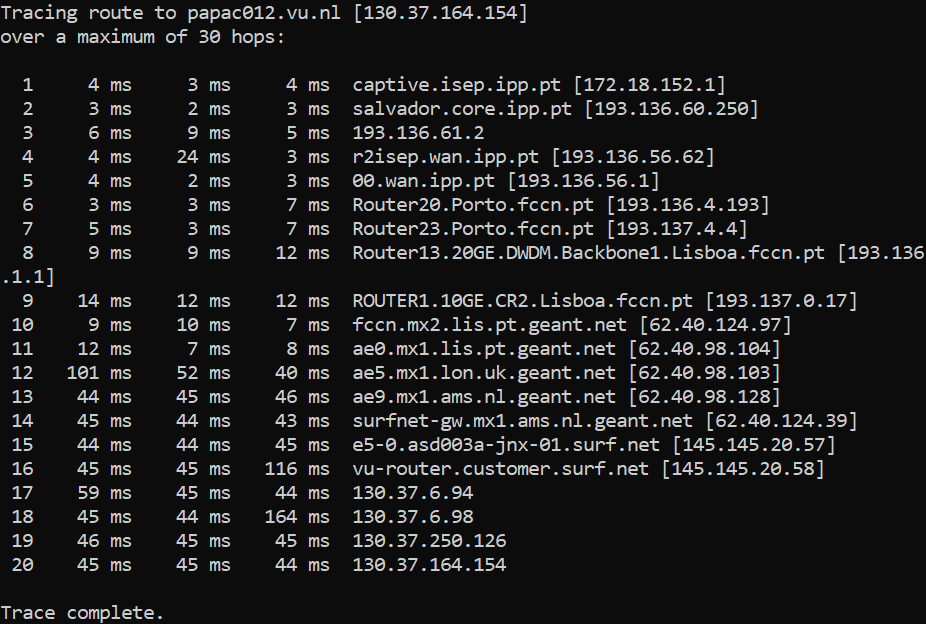 Tracing route to papac012.vu.nl [130.37.164.154]
over a maximum of 30 hops:
1 4 ms 3 ms 4 ms captive.isep.ipp.pt [172.18.152.1]
2 3 ms 2 ms 3 ms salvador.core.ipp.pt [193.136.60.250]
3 6 ms 9 ms 5 ms 193.136.61.2
4 4 ms 24 ms 3 ms r2isep.wan.ipp.pt [193.136.56.62]
5 4 ms 2 ms 3 ms 00.wan.ipp.pt [193.136.56.1]
6 3 ms 3 ms 7 ms Router20.Porto.fccn.pt [193.136.4.193]
7 5 ms 3 ms 7 ms Router23.Porto.fccn.pt [193.137.4.4]
8 9 ms 9 ms 12 ms Router13.20GE.DWDM.Backbone1.Lisboa.fccn.pt [193.136
.1.1]
9 14 ms 12 ms 12 ms ROUTER1.10GE.CR2.Lisboa.fccn.pt [193.137.0.17]
10 9 ms 10 ms 7 ms fccn.mx2.lis.pt.geant.net [62.40.124.97]
11 12 ms 7 ms 8 ms ae0.mx1.lis.pt.geant.net [62.40.98.104]
12 101 ms 52 ms 40 ms ae5.mx1.lon.uk.geant.net [62.40.98.103]
13 44 ms 45 ms 46 ms ae9.mx1.ams.nl.geant.net [62.40.98.128]
14 45 ms 44 ms 43 ms surfnet-gw.mx1.ams.nl.geant.net [62.40.124.39]
15 44 ms 44 ms 45 ms e5-0.asd003a-jnx-01.surf.net [145.145.20.57]
16 45 ms 45 ms 116 ms vu-router.customer.surf.net [145.145.20.58]
17 59 ms 45 ms 44 ms 130.37.6.94
18 45 ms 44 ms 164 ms 130.37.6.98
19 46 ms 45 ms 45 ms 130.37.250.126
20 45 ms 45 ms 44 ms 130.37.164.154
Trace complete.